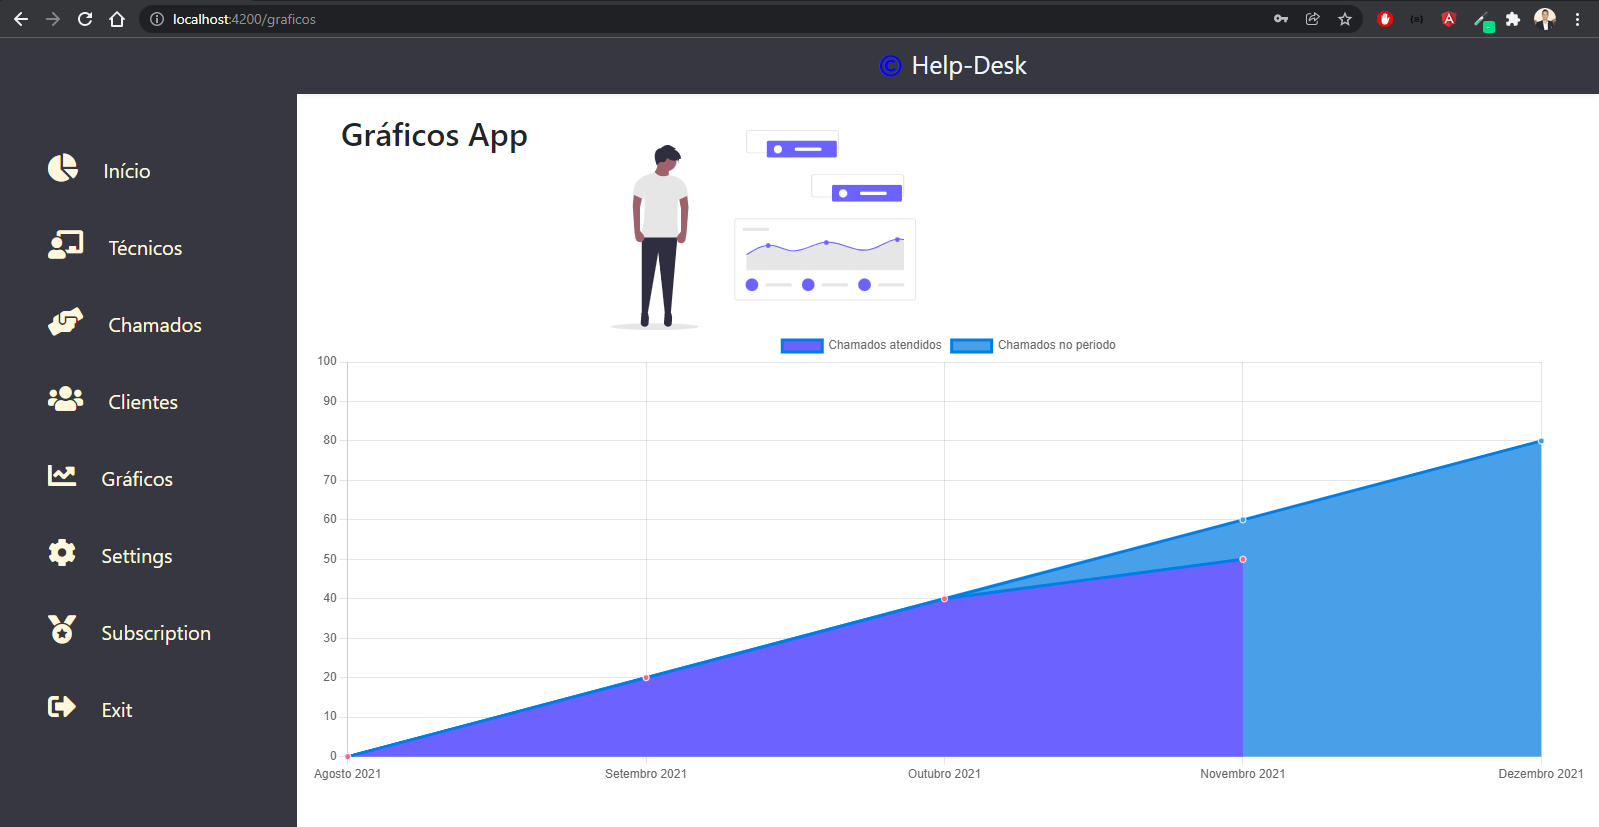 localhost:4200/graficos
© Help-Desk
Início
Técnicos
Chamados
Clientes
Gráficos
Settings
Subscription
Exit
Gráficos App
Chamados atendidos Chamados no periodo
100
90
80
70
60
50
40
30
20
10
0
Agosto 2021 Setembro 2021 Outubro 2021 Novembro 2021 Dezembro 2021